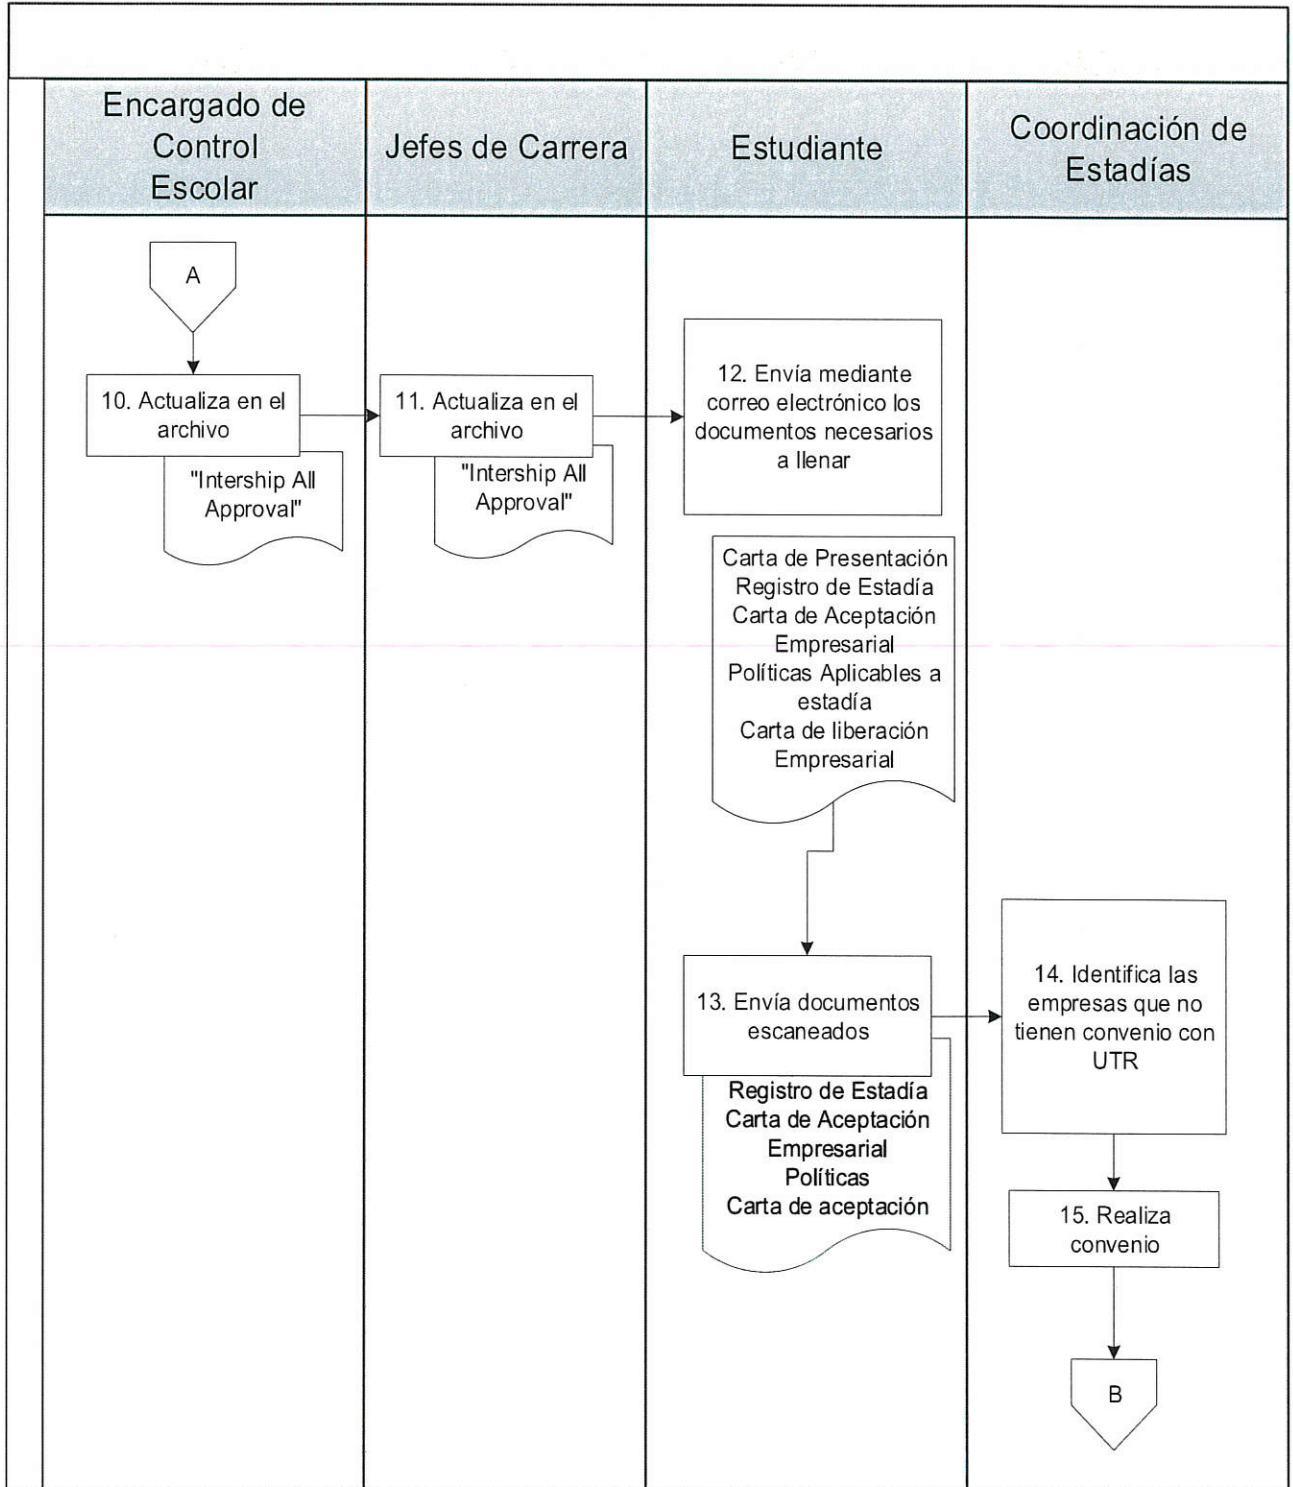 Encargado de
Control
Escolar
Jefes de Carrera
Estudiante
Coordinación de
Estadías
A
10. Actualiza en el
archivo
"Intership All
Approval"
11. Actualiza en el
archivo
"Intership All
Approval"
12. Envía mediante
correo electrónico los
documentos necesarios
a llenar
Carta de Presentación
Registro de Estadía
Carta de Aceptación
Empresarial
Políticas Aplicables a
estadía
Carta de liberación
Empresarial
13. Envía documentos
escaneados
Registro de Estadía
Carta de Aceptación
Empresarial
Políticas
Carta de aceptación
14. Identifica las
empresas que no
tienen convenio con
UTR
15. Realiza
convenio
B